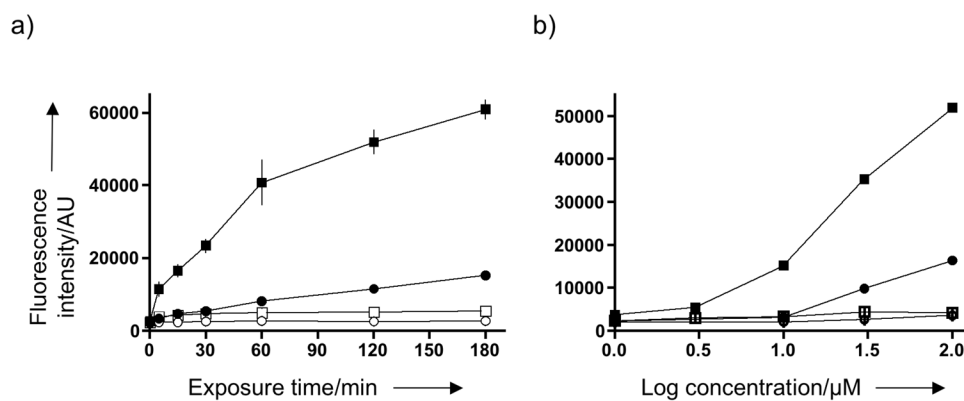 a)
b)
Fluorescence
intensity/AU
60000
40000
20000
0
0 30 60 90 120 150 180
Exposure time/min
50000
40000
30000
20000
10000
0
0.0 0.5 1.0 1.5 2.0
Log concentration/µM